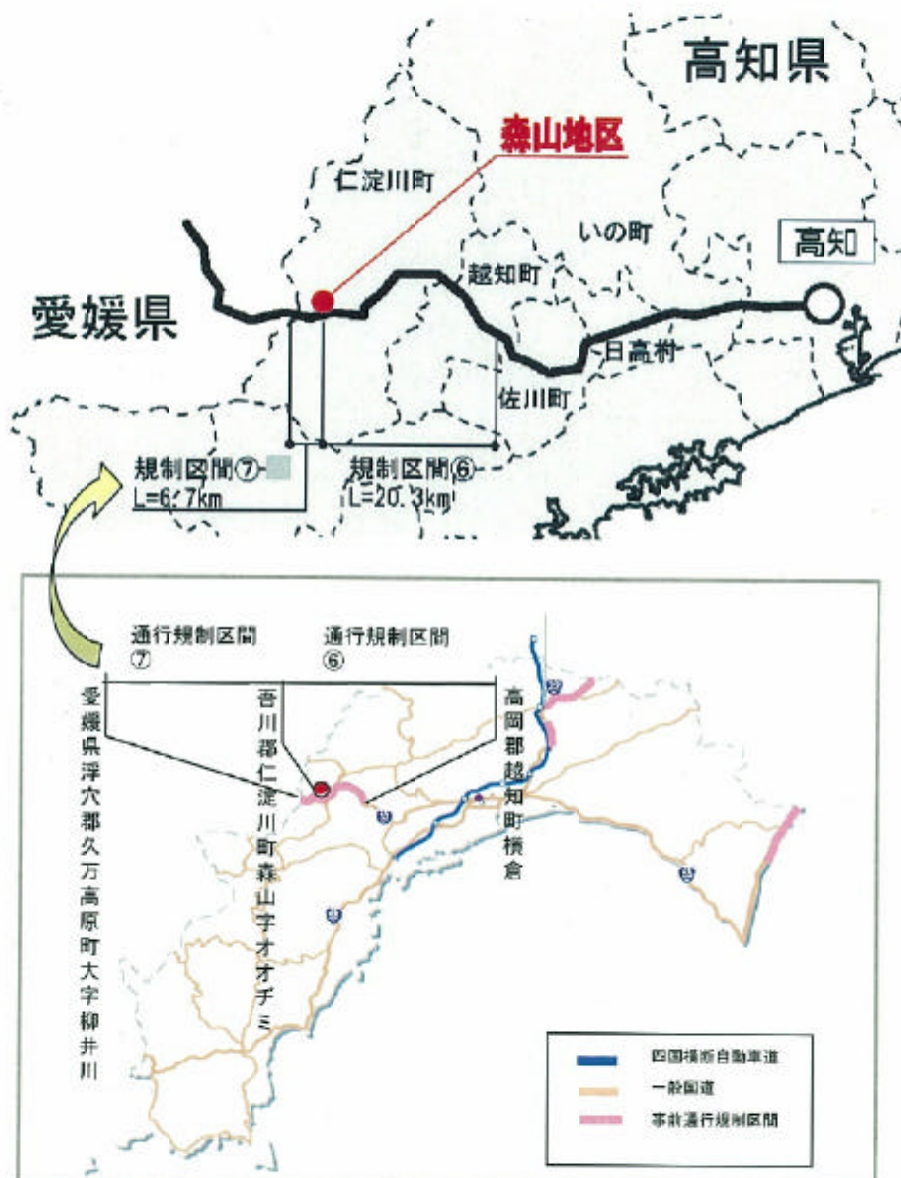 高知県
森山地区
仁淀川町
いの町
高知
越知町
愛媛県
日高村
佐川町
規制区間⑦
L=6.7km
規制区間⑥
L=20.3km
通行規制区間
⑦
通行規制区間
⑥
愛媛県浮穴郡久万高原町大字柳井川
吾川郡仁淀川町森山字オオヂミ
高岡郡越知町横倉
四国横断自動車道
一般国道
事前通行規制区間